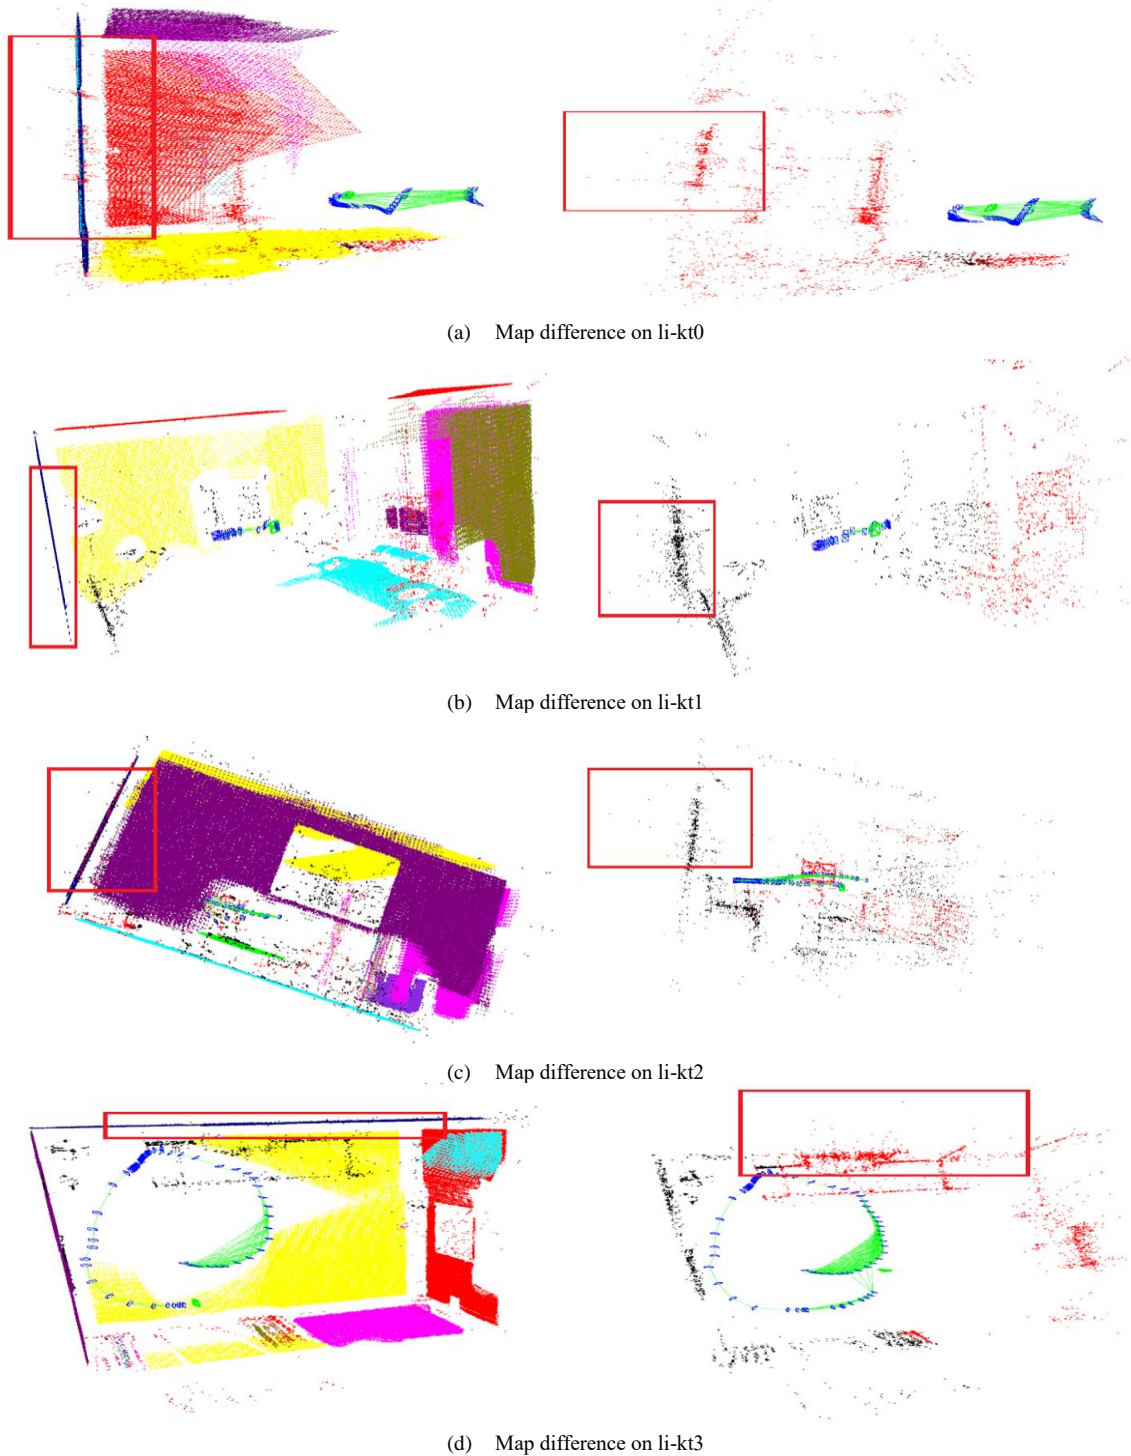 (a) Map difference on li-kt0
(b) Map difference on li-kt1
(c) Map difference on li-kt2
(d) Map difference on li-kt3